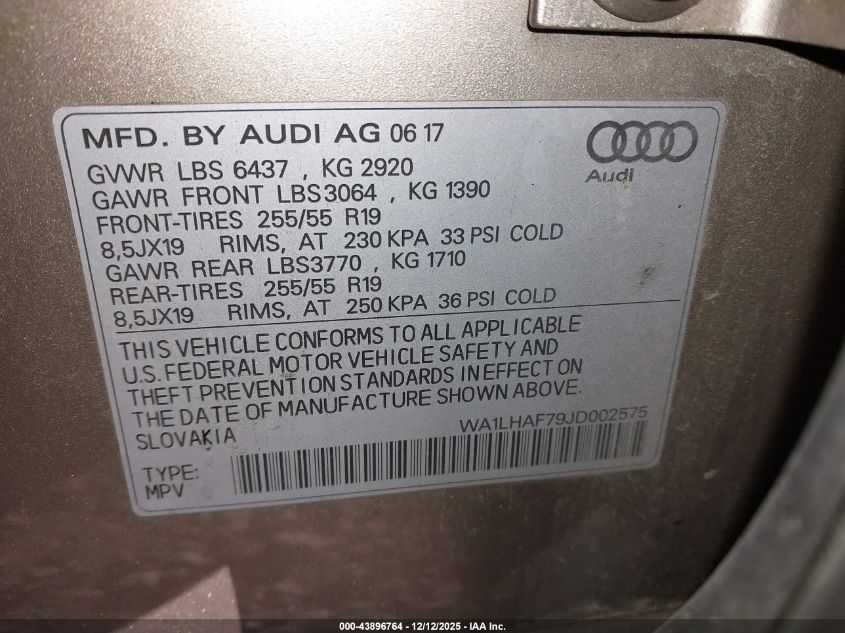 MFD. BY AUDI AG 06 17
Audi
GVWR LBS 6437 , KG 2920
GAWR FRONT LBS3064 , KG 1390
FRONT-TIRES 255/55 R19
8,5JX19 RIMS, AT 230 KPA 33 PSI COLD
GAWR REAR LBS3770 , KG 1710
REAR-TIRES 255/55 R19
8,5JX19 RIMS, AT 250 KPA 36 PSI COLD
THIS VEHICLE CONFORMS TO ALL APPLICABLE
U.S. FEDERAL MOTOR VEHICLE SAFETY AND
THEFT PREVENTION STANDARDS IN EFFECT ON
THE DATE OF MANUFACTURE SHOWN ABOVE.
SLOVAKIA WA1LHAF79JD002575
TYPE:
MPV
000-43896764 - 12/12/2025 - IAA Inc.